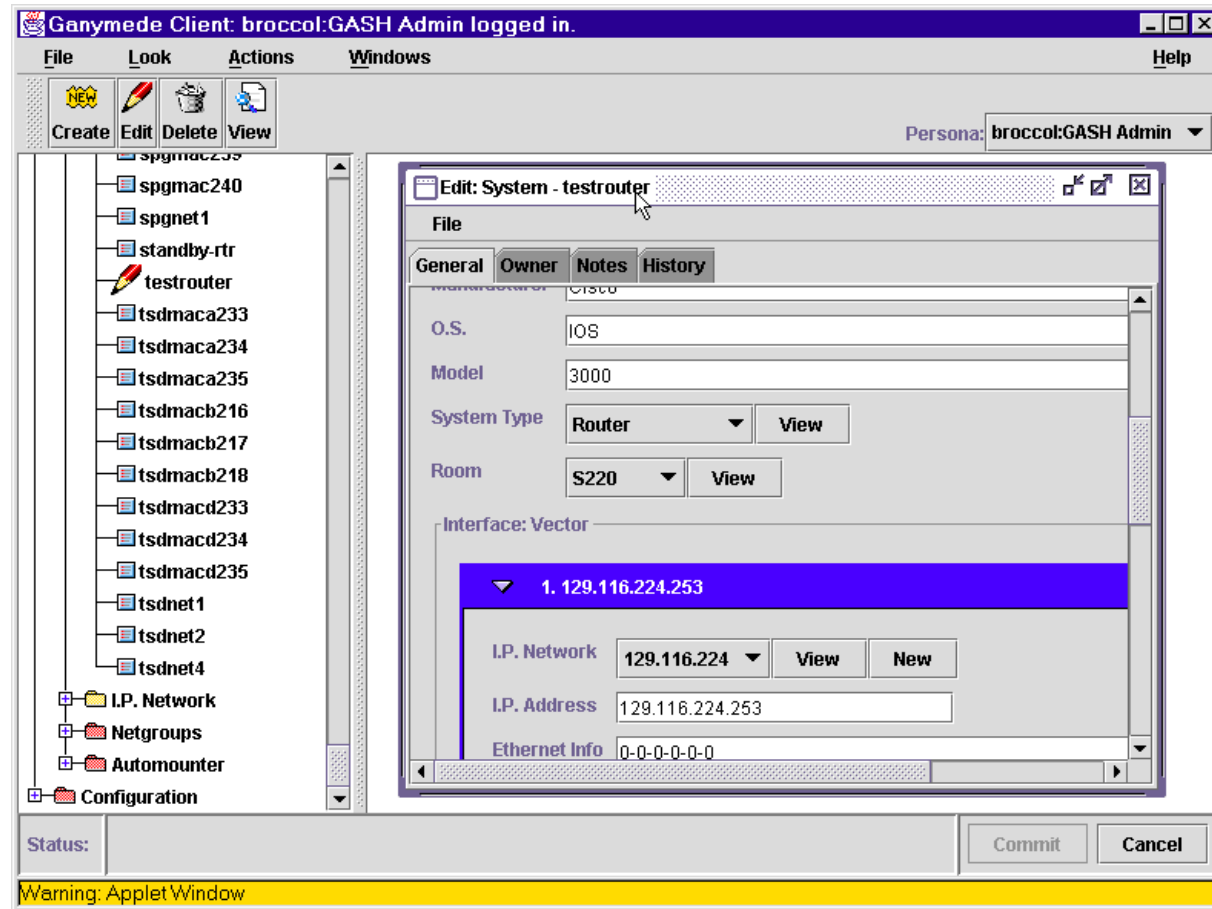 Ganymede Client: broccol:GASH Admin logged in.
File Look Actions Windows Help
NEW
Create Edit Delete View
Persona: broccol:GASH Admin
spgmac239
spgmac240
spgnet1
standby-rtr
testrouter
tsdmaca233
tsdmaca234
tsdmaca235
tsdmacb216
tsdmacb217
tsdmacb218
tsdmacd233
tsdmacd234
tsdmacd235
tsdnet1
tsdnet2
tsdnet4
I.P. Network
Netgroups
Automounter
Configuration
Edit: System - testrouter
File
General Owner Notes History
Manufacturer Cisco
O.S. IOS
Model 3000
System Type Router View
Room S220 View
Interface: Vector
1. 129.116.224.253
I.P. Network 129.116.224 View New
I.P. Address 129.116.224.253
Ethernet Info 0-0-0-0-0-0
Status: Commit Cancel
Warning: Applet Window